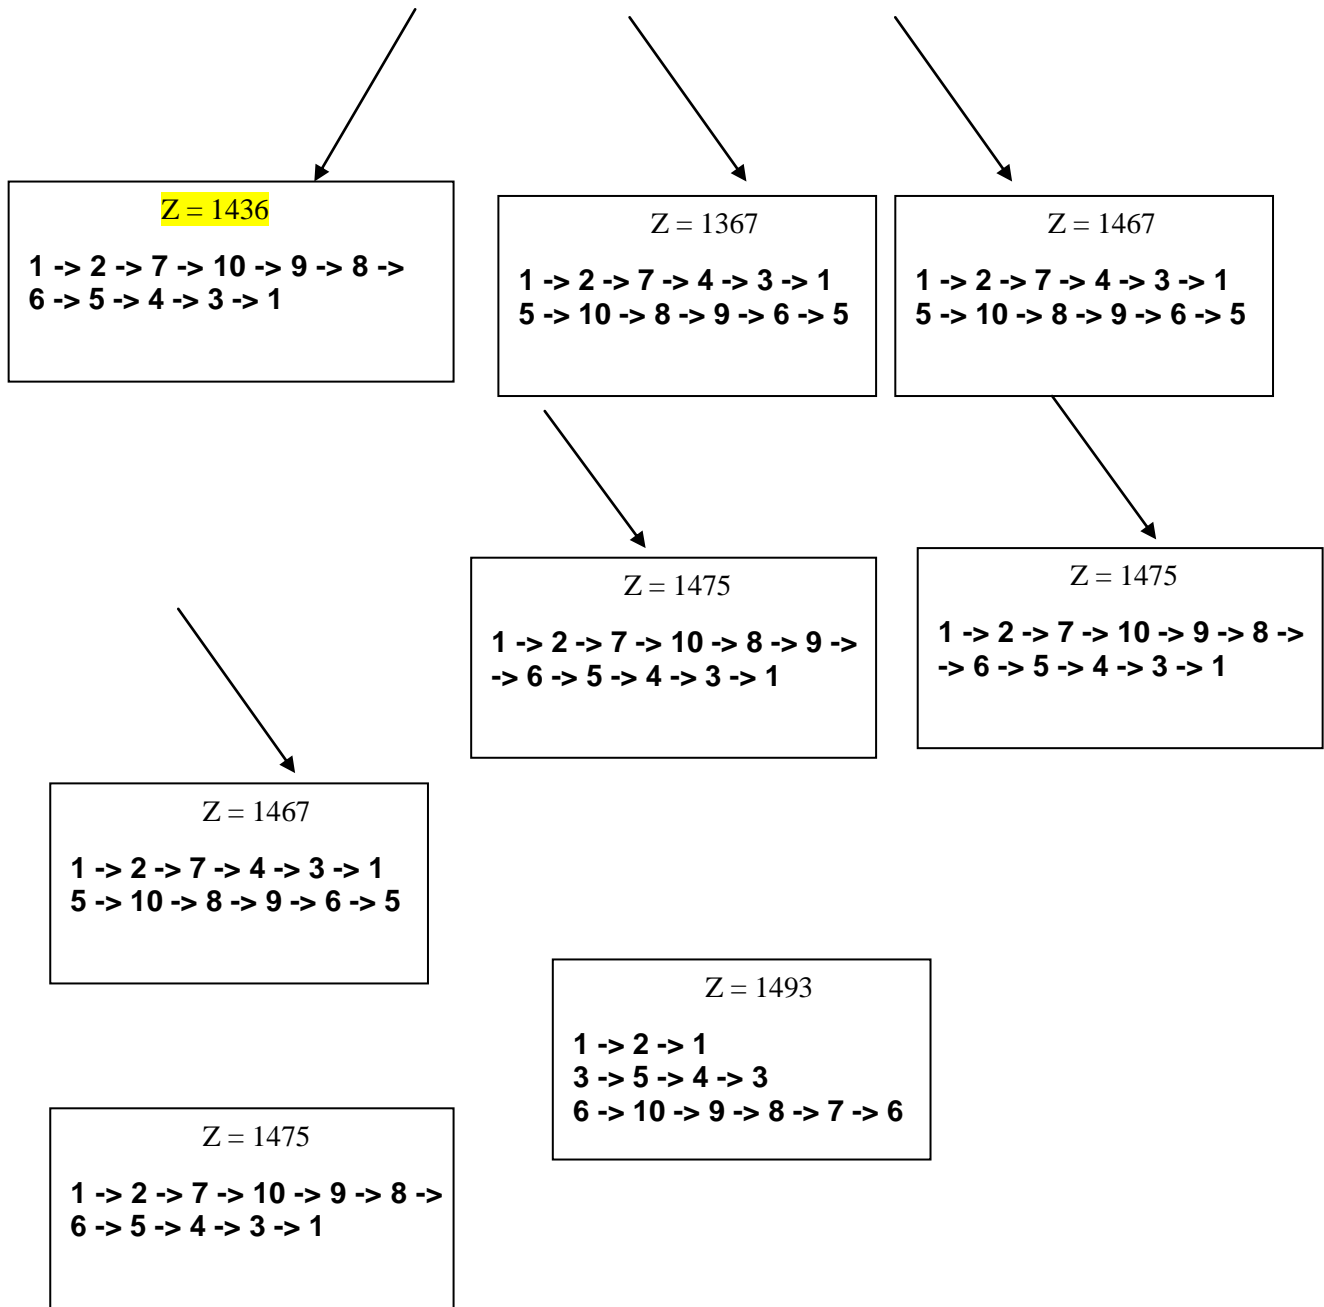 Z = 1436
1 -> 2 -> 7 -> 10 -> 9 -> 8 ->
6 -> 5 -> 4 -> 3 -> 1
Z = 1367
1 -> 2 -> 7 -> 4 -> 3 -> 1
5 -> 10 -> 8 -> 9 -> 6 -> 5
Z = 1467
1 -> 2 -> 7 -> 4 -> 3 -> 1
5 -> 10 -> 8 -> 9 -> 6 -> 5
Z = 1475
1 -> 2 -> 7 -> 10 -> 8 -> 9 ->
-> 6 -> 5 -> 4 -> 3 -> 1
Z = 1475
1 -> 2 -> 7 -> 10 -> 9 -> 8 ->
-> 6 -> 5 -> 4 -> 3 -> 1
Z = 1467
1 -> 2 -> 7 -> 4 -> 3 -> 1
5 -> 10 -> 8 -> 9 -> 6 -> 5
Z = 1493
1 -> 2 -> 1
3 -> 5 -> 4 -> 3
6 -> 10 -> 9 -> 8 -> 7 -> 6
Z = 1475
1 -> 2 -> 7 -> 10 -> 9 -> 8 ->
6 -> 5 -> 4 -> 3 -> 1